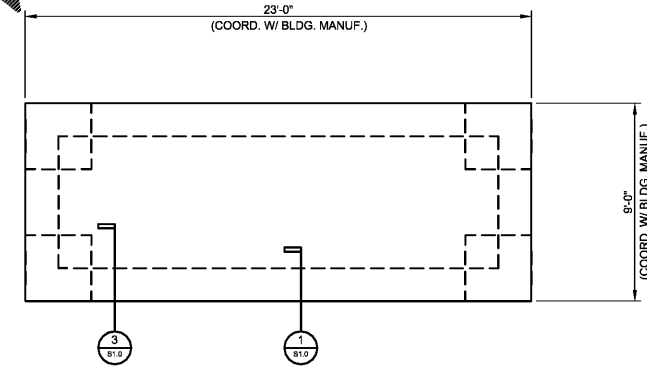 23'-0"
(COORD. W/ BLDG. MANUF.)
9'-0"
(COORD. W/ BLDG. MANUF.)
3
S1.0
1
S1.0